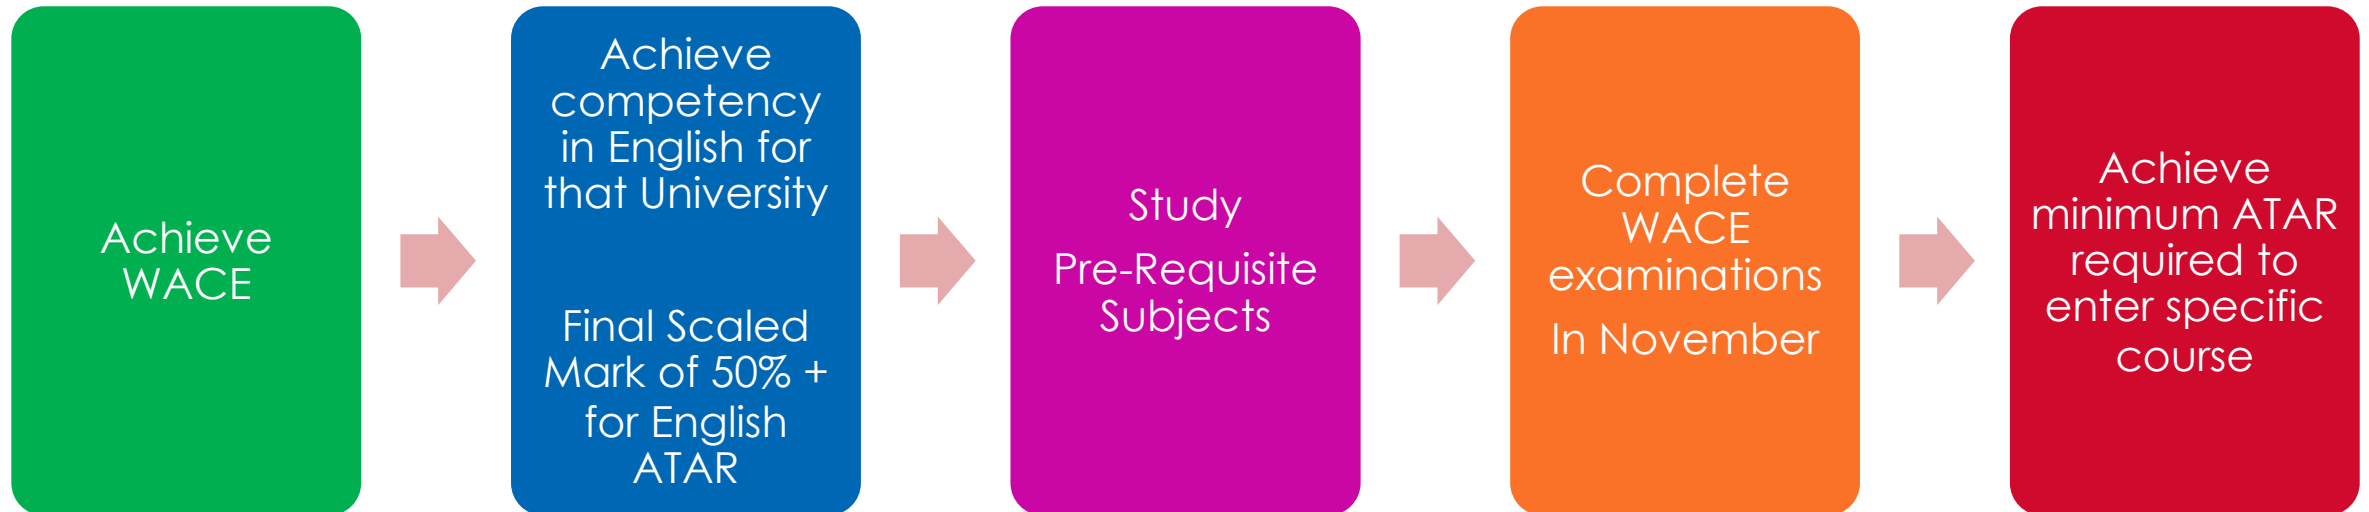 Achieve
WACE
Achieve
competency
in English for
that University
Final Scaled
Mark of 50% +
for English
ATAR
Study
Pre-Requisite
Subjects
Complete
WACE
examinations
In November
Achieve
minimum ATAR
required to
enter specific
course